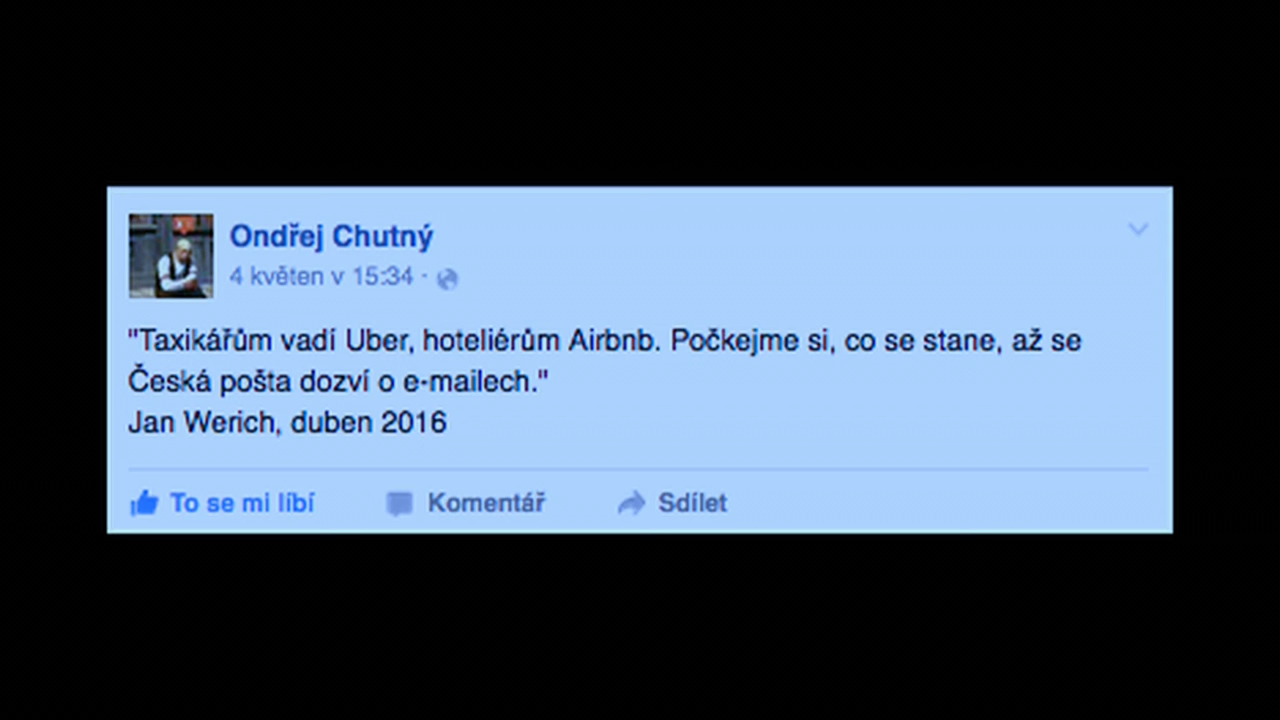 Ondřej Chutný
4 květen v 15:34 ·
"Taxikářům vadí Uber, hoteliérům Airbnb. Počkejme si, co se stane, až se
Česká pošta dozví o e-mailech."
Jan Werich, duben 2016
To se mi líbí Komentář Sdílet